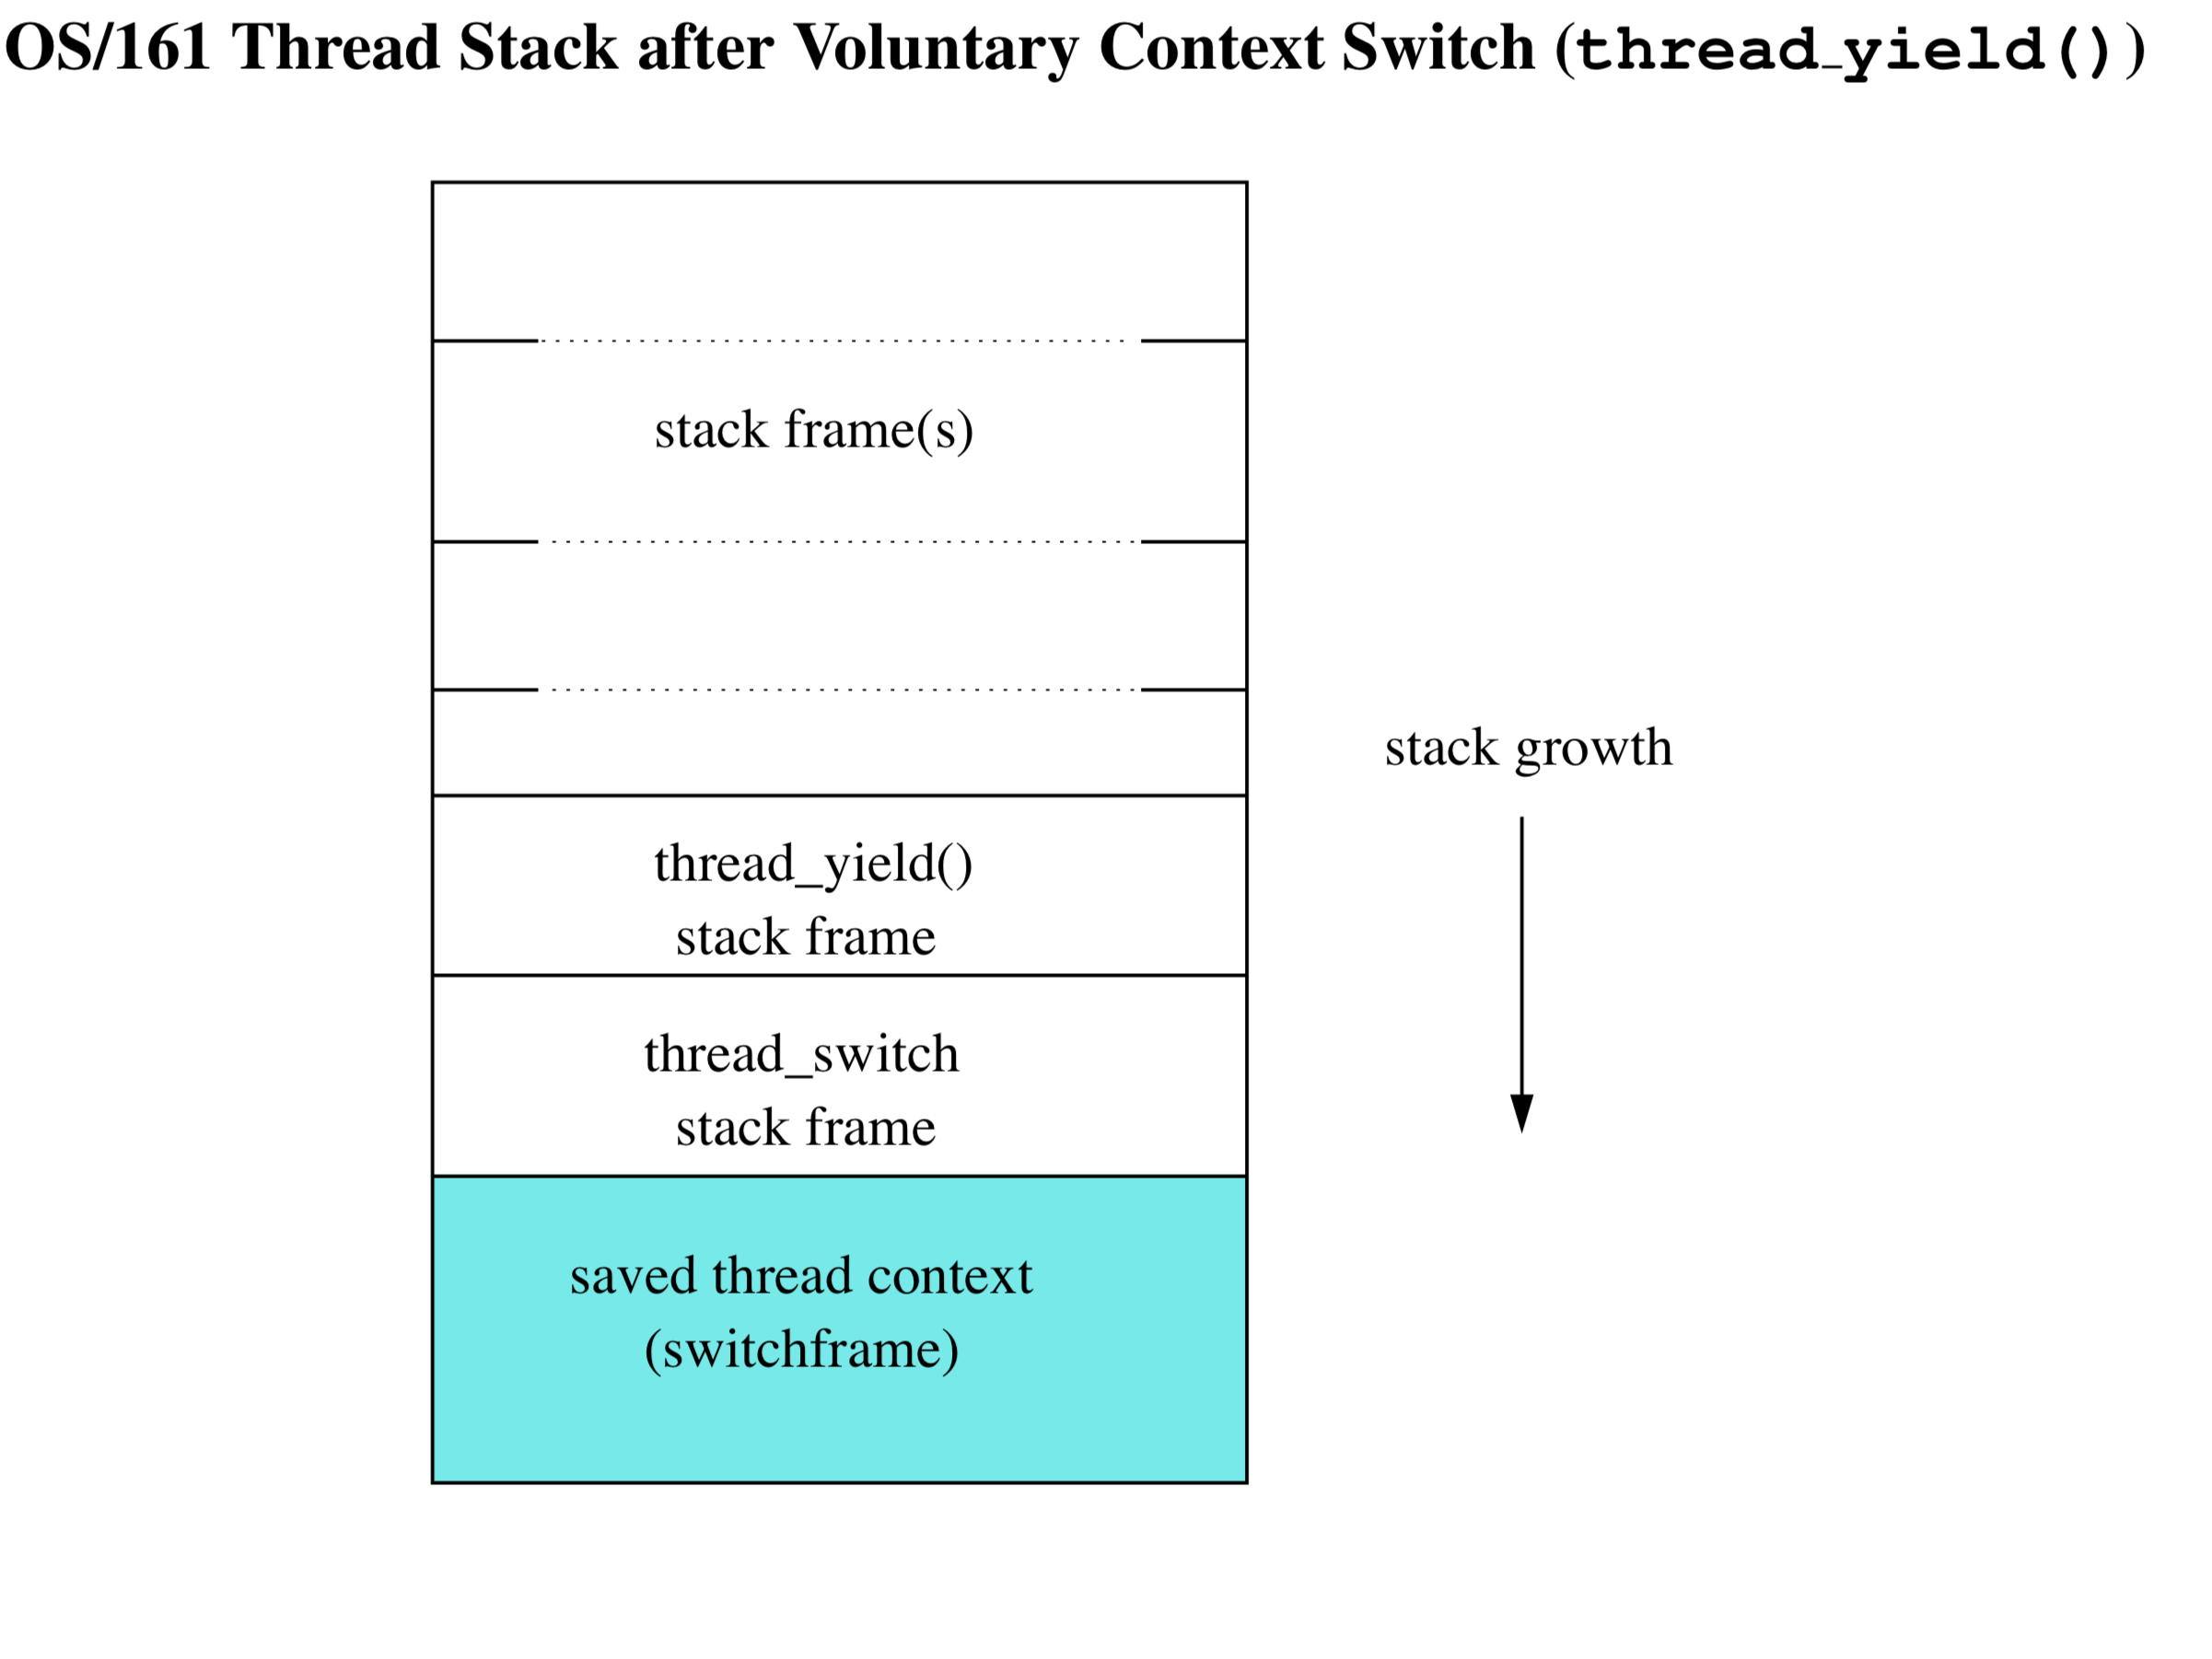 OS/161 Thread Stack after Voluntary Context Switch (thread_yield())
stack frame(s)
stack growth
thread_yield()
stack frame
thread_switch
stack frame
saved thread context
(switchframe)